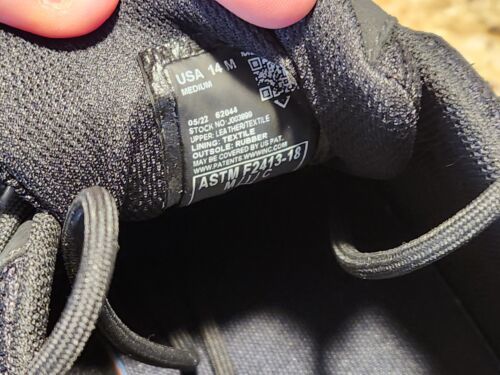 USA 14 M
MEDIUM
05/22 62044
STOCK NO. J003999
UPPER: LEATHER/TEXTILE
LINING: TEXTILE
OUTSOLE: RUBBER
MAY BE COVERED BY US PAT.
WWW.PATENTS.WWWINC.COM
ASTM F2413-18